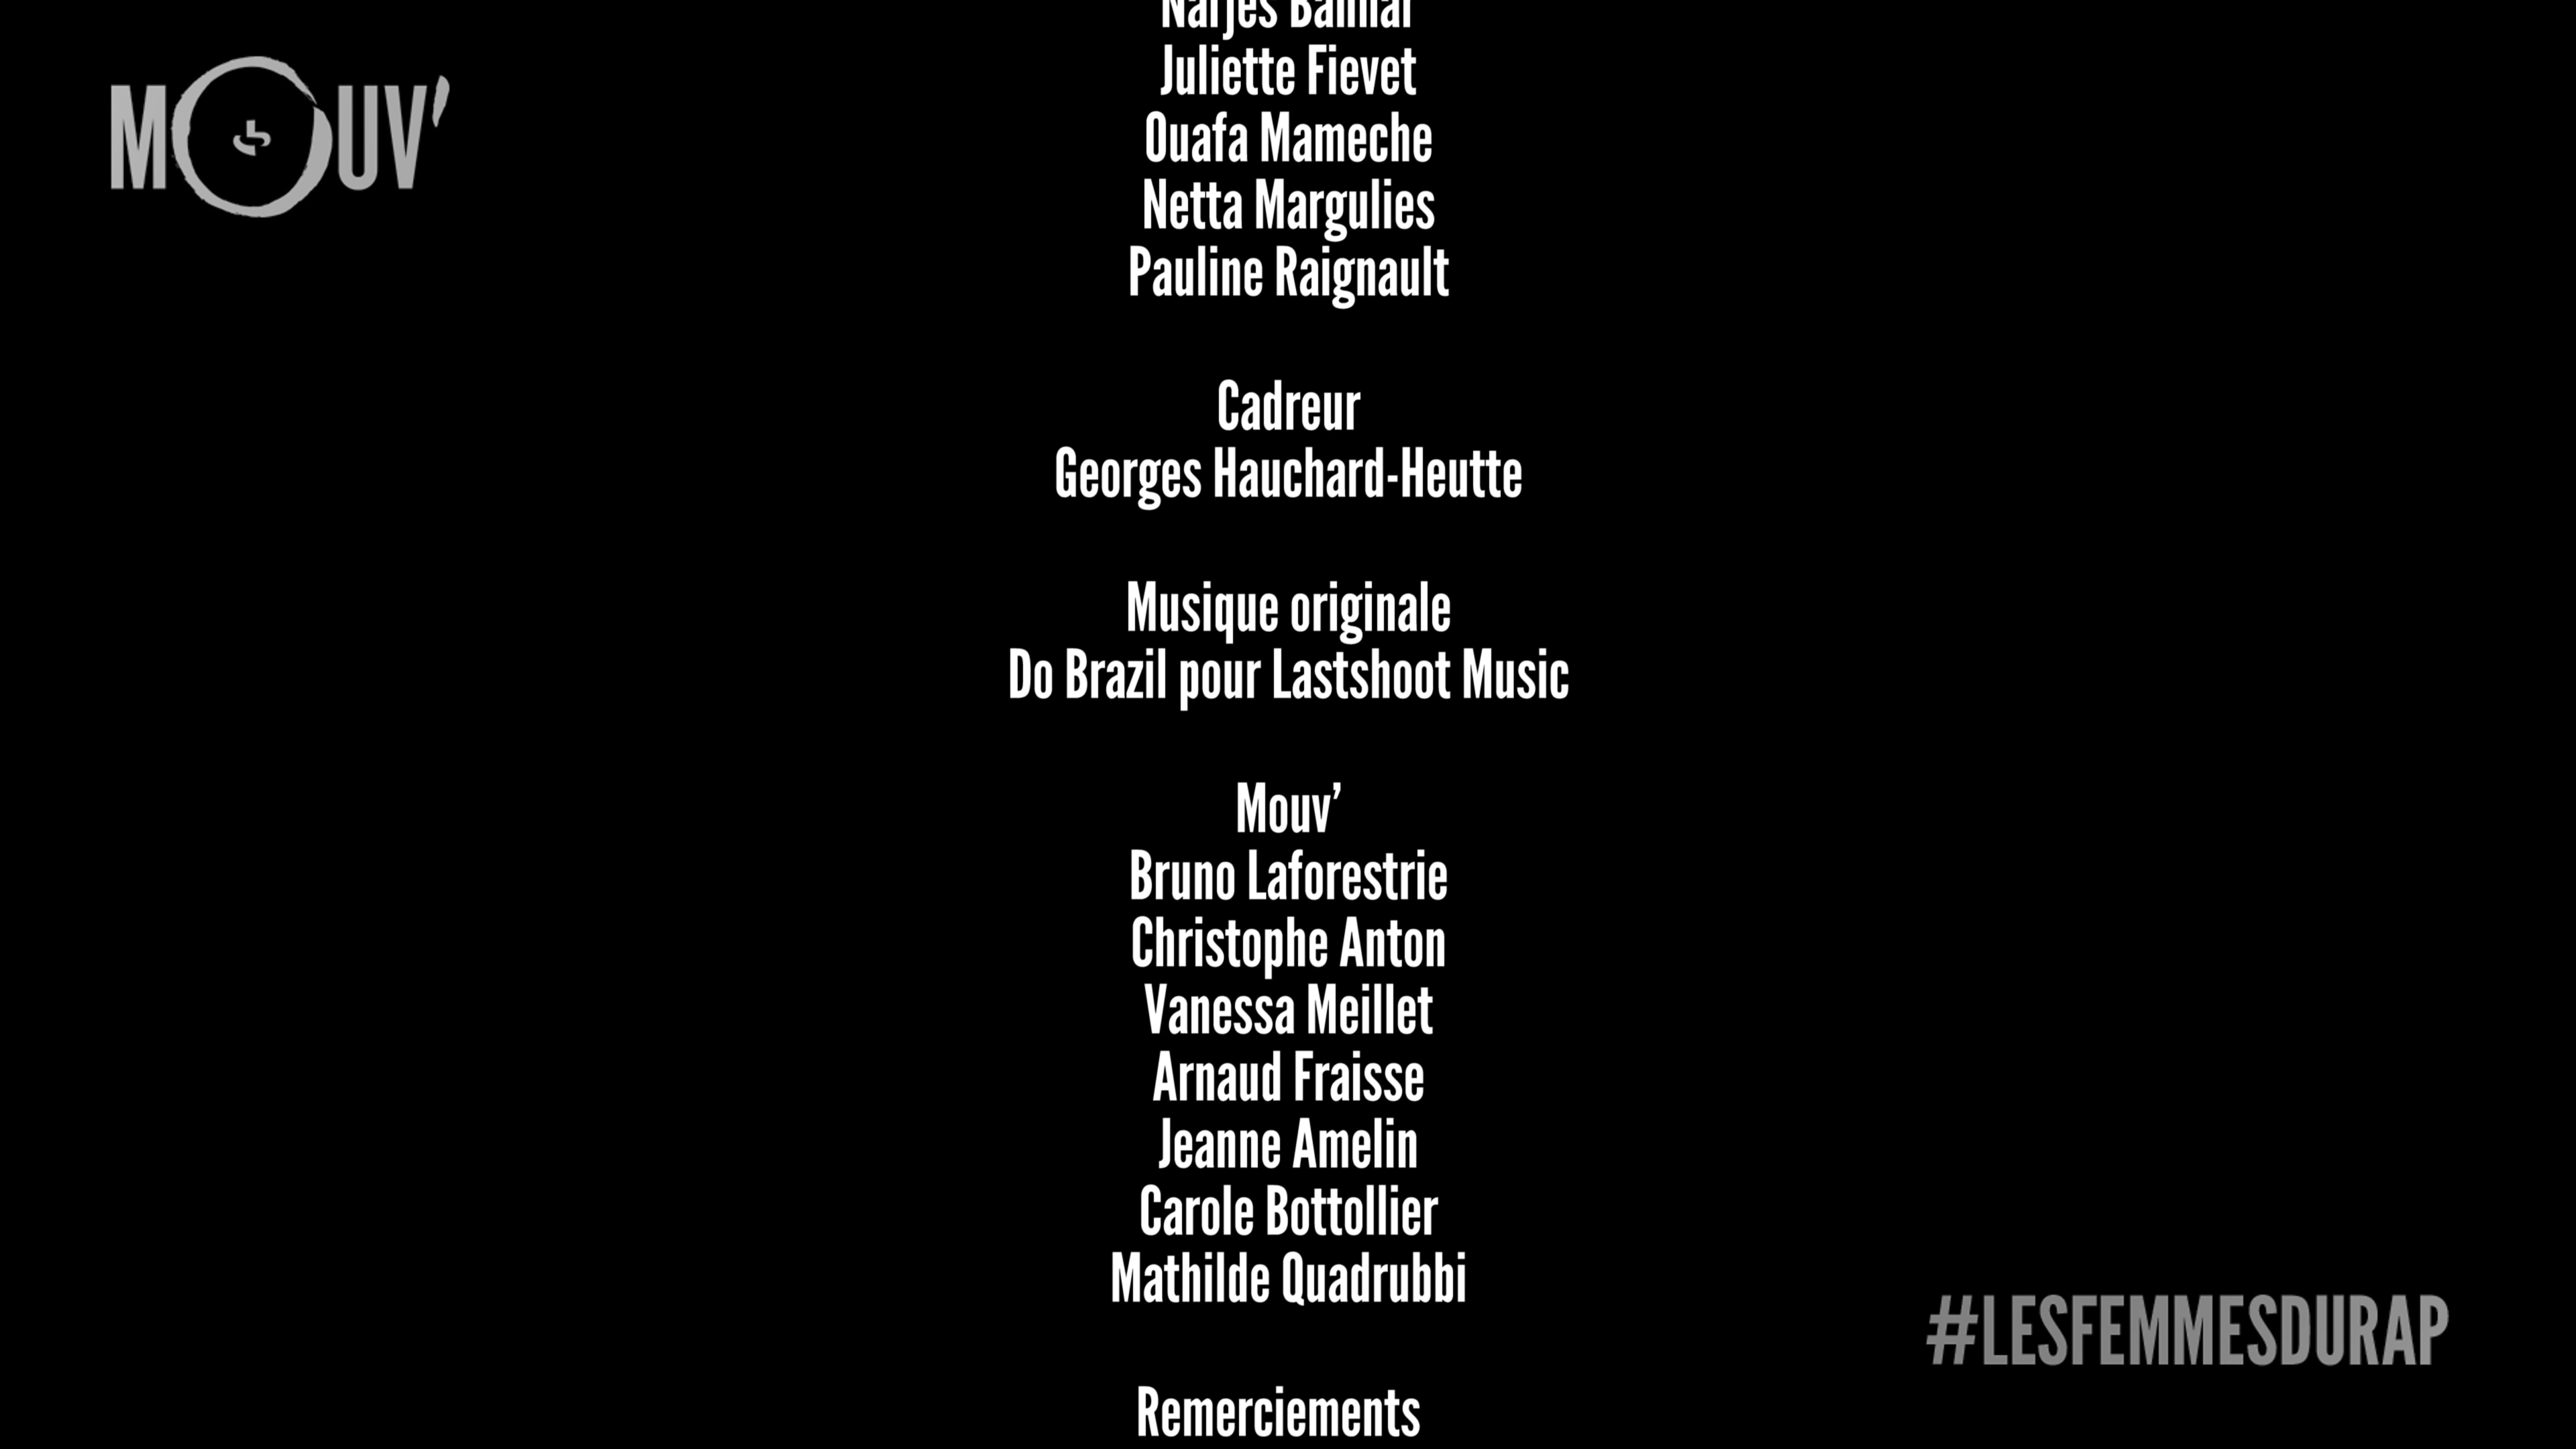 MOUV'
Narjes
Juliette Fievet
Ouafa Mameche
Netta Margulies
Pauline Raignault
Cadreur
Georges Hauchard-Heutte
Musique originale
Do Brazil pour Lastshoot Music
Mouv’
Bruno Laforestrie
Christophe Anton
Vanessa Meillet
Arnaud Fraisse
Jeanne Amelin
Carole Bottollier
Mathilde Quadrubbi
#LESFEMMESDURAP
Remerciements